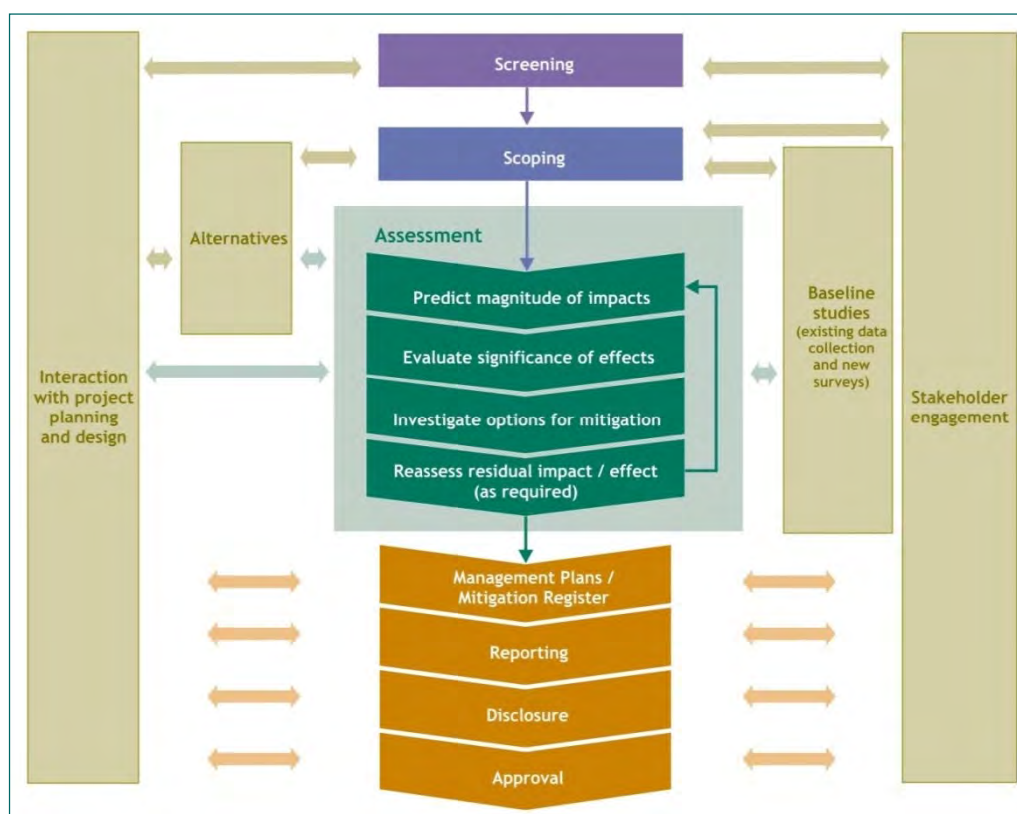 Screening
Scoping
Alternatives
Assessment
Predict magnitude of impacts
Evaluate significance of effects
Investigate options for mitigation
Reassess residual impact / effect
(as required)
Baseline
studies
(existing data
collection
and new
surveys)
Interaction
with project
planning
and design
Stakeholder
engagement
Management Plans /
Mitigation Register
Reporting
Disclosure
Approval